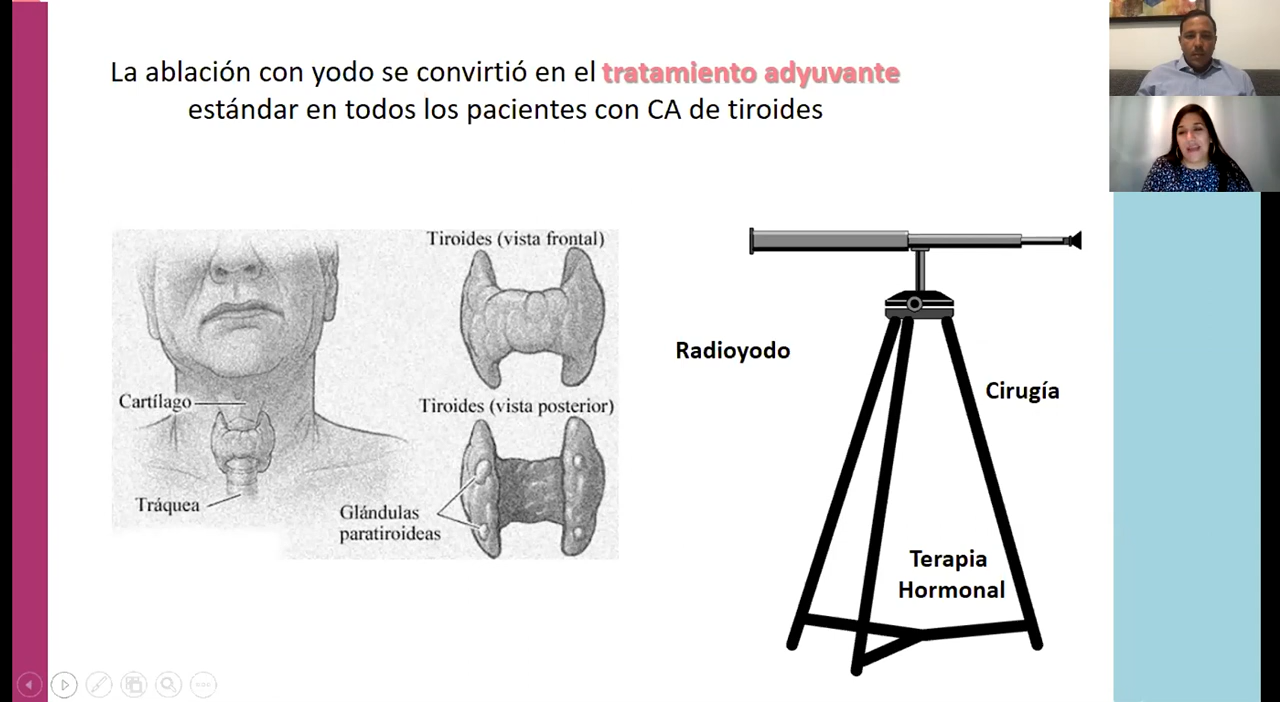 La ablación con yodo se convirtió en el tratamiento adyuvante
estándar en todos los pacientes con CA de tiroides
Tiroides (vista frontal)
Cartílago
Tiroides (vista posterior)
Tráquea
Glándulas
paratiroideas
Radioyodo
Cirugía
Terapia
Hormonal